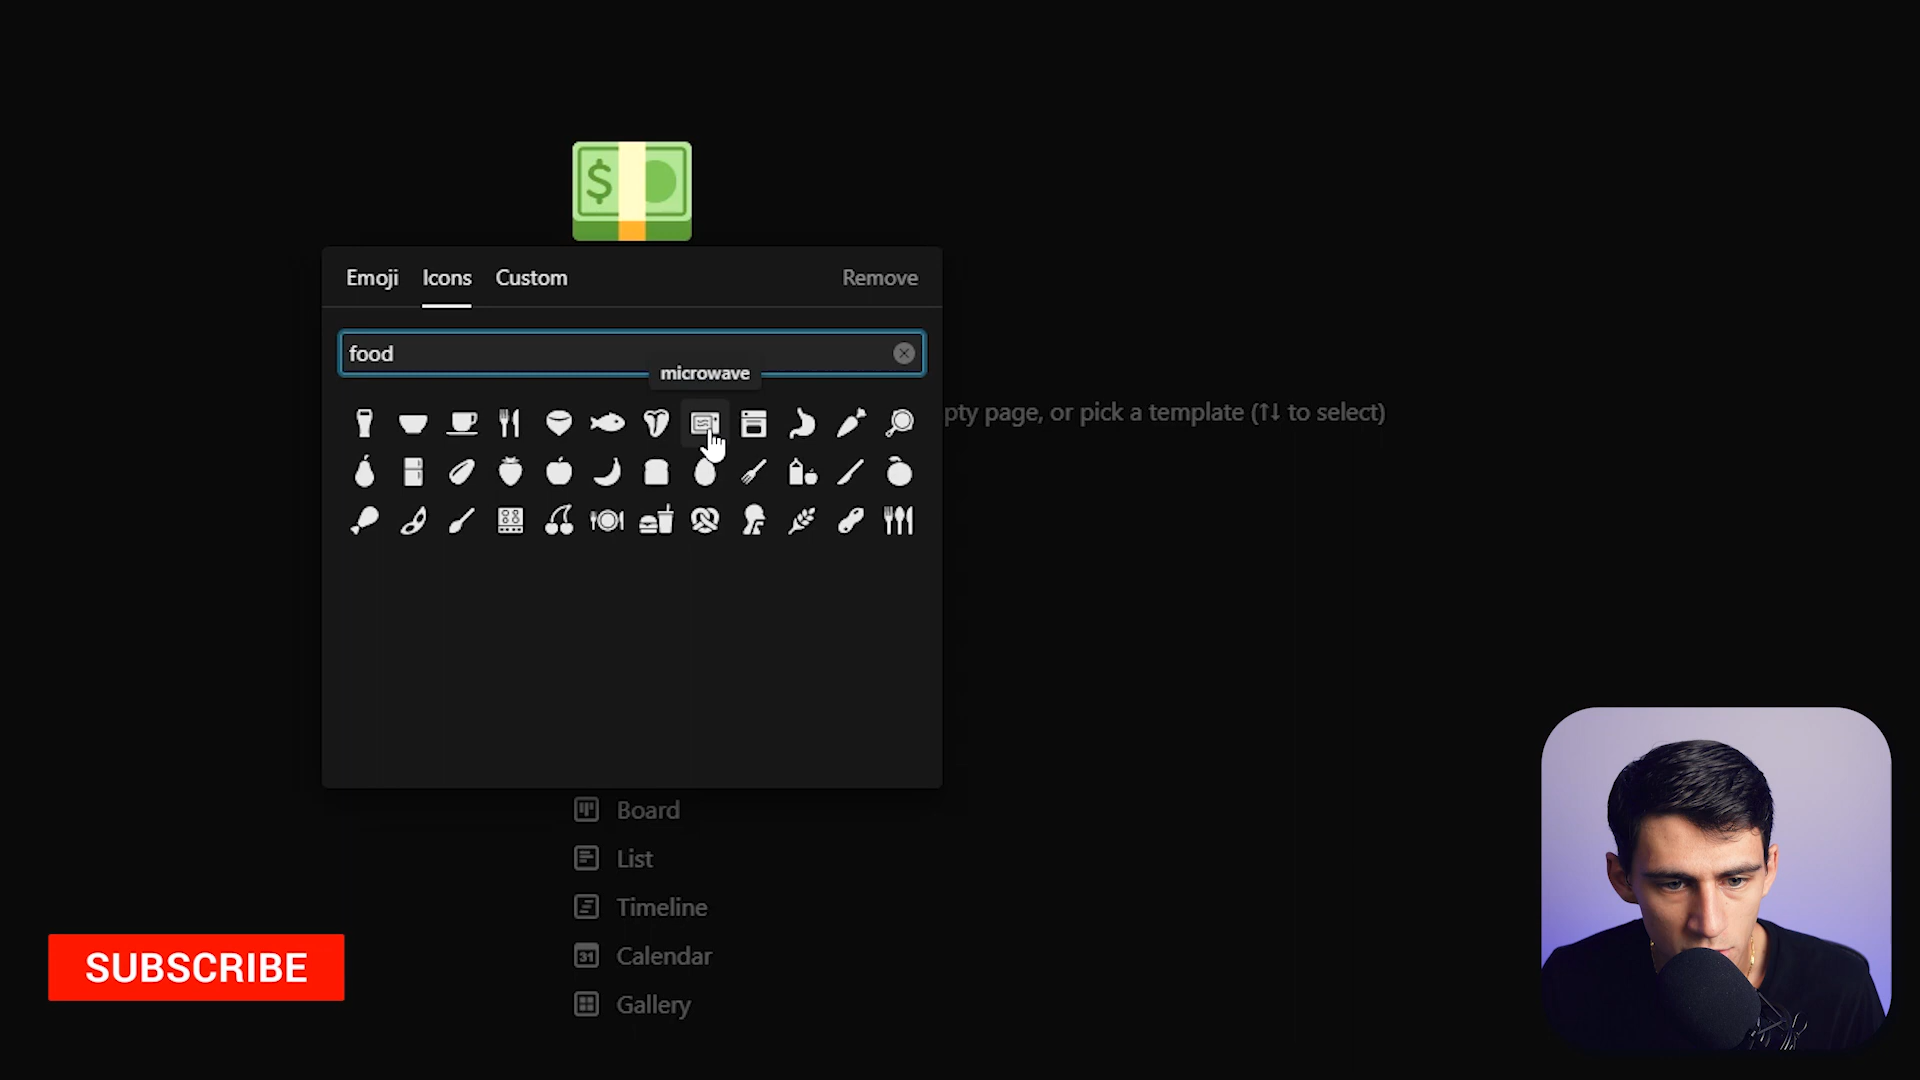 $
Emoji Icons Custom Remove
food
microwave
pty page, or pick a template (↑↓ to select)
Board
List
Timeline
31 Calendar
Gallery
SUBSCRIBE